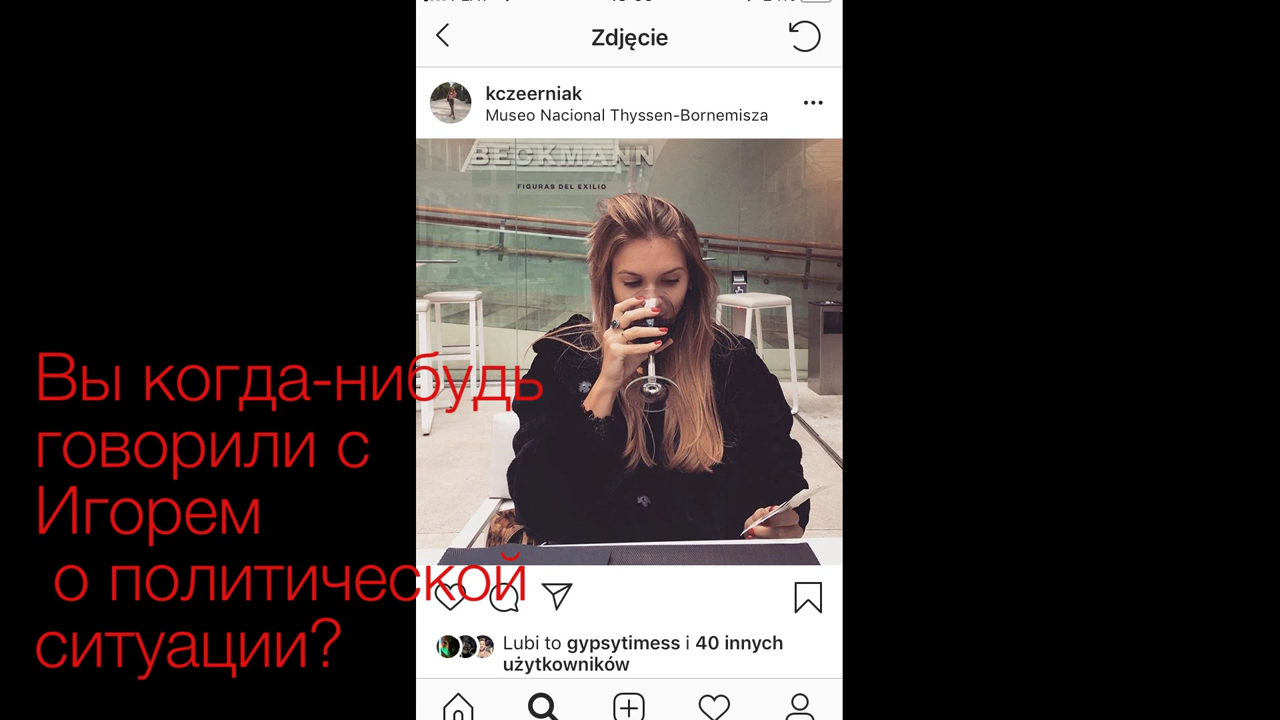 Zdjęcie
kczeerniak
Museo Nacional Thyssen-Bornemisza
BECKMANN
FIGURAS DEL EXILIO
Вы когда-нибудь
говорили с
Игорем
о политической
ситуации?
Lubi to gypsytimess i 40 innych
użytkowników